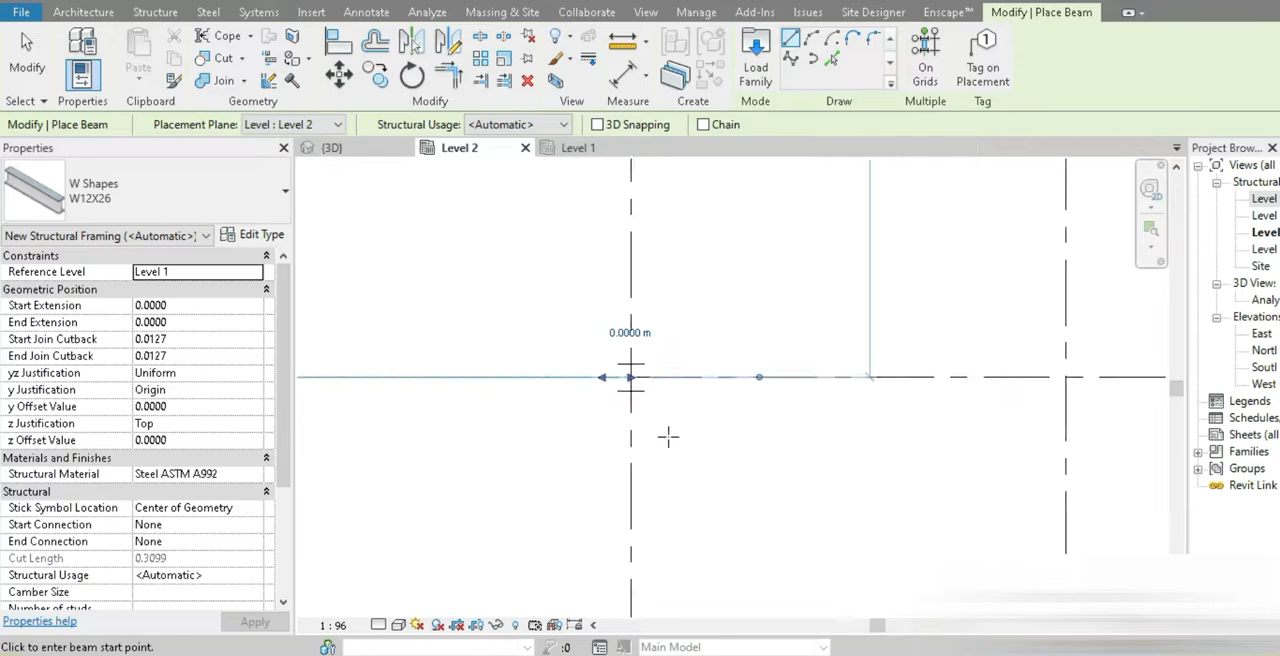 File Architecture Structure Steel Systems Insert Annotate Analyze Massing & Site Collaborate View Manage Add-Ins Issues Site Designer Enscape™ Modify | Place Beam
Modify Paste Cope Cut Join Load Family On Grids Tag on Placement
Select Properties Clipboard Geometry Modify View Measure Create Mode Draw Multiple Tag
Modify | Place Beam Placement Plane: Level : Level 2 Structural Usage: <Automatic> 3D Snapping Chain
Properties {3D} Level 2 Level 1 Project Brow...
W Shapes
W12X26
New Structural Framing (<Automatic>) Edit Type
Constraints
Reference Level Level 1
Geometric Position
Start Extension 0.0000
End Extension 0.0000
Start Join Cutback 0.0127
End Join Cutback 0.0127
yz Justification Uniform
y Justification Origin
y Offset Value 0.0000
z Justification Top
z Offset Value 0.0000
Materials and Finishes
Structural Material Steel ASTM A992
Structural
Stick Symbol Location Center of Geometry
Start Connection None
End Connection None
Cut Length 0.3099
Structural Usage <Automatic>
Camber Size
Number of studs
Properties help Apply
0.0000 m
2D
1
Views (all
Structural
Level
Level
Level
Level
Site
3D View:
Analy
Elevations
East
Nortl
Soutl
West
Legends
Schedules,
Sheets (all
Families
Groups
Revit Link
1 : 96
Click to enter beam start point. :0 Main Model